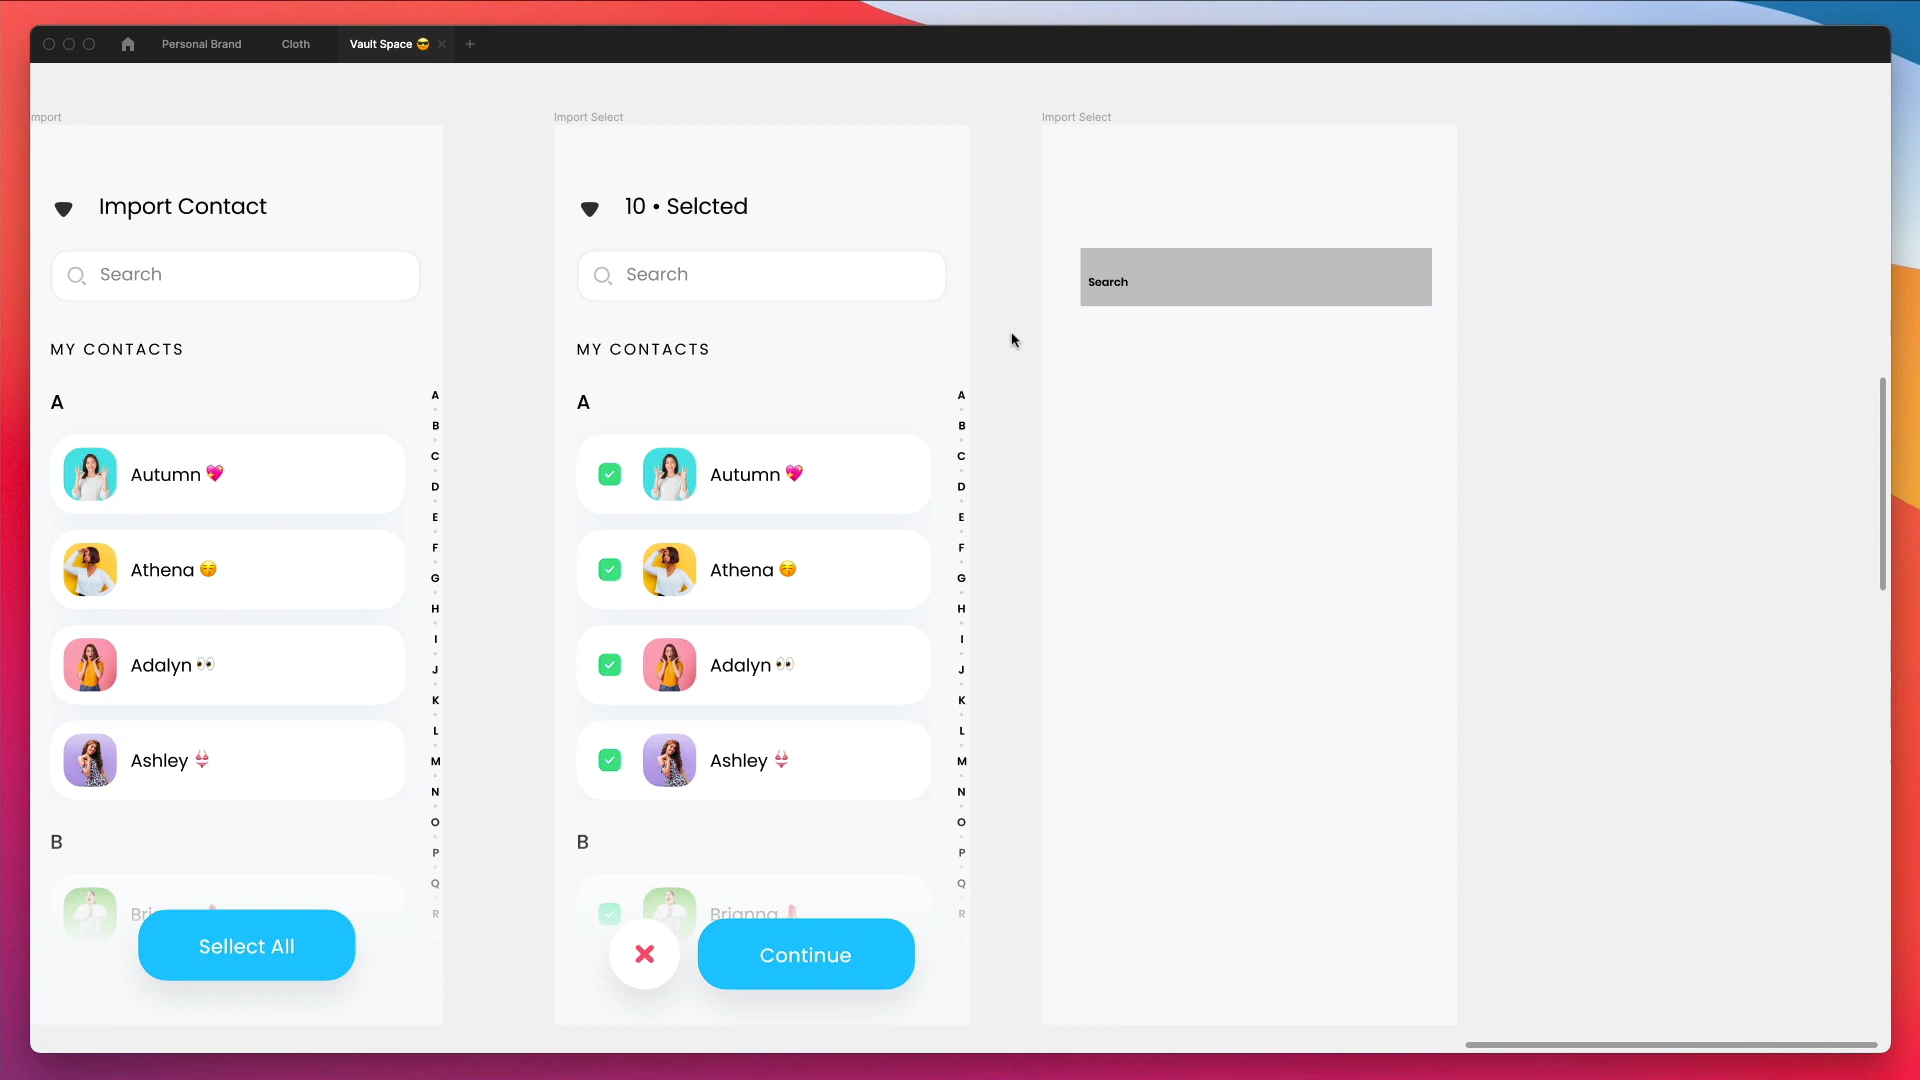 Personal Brand
Cloth
Vault Space 😎
mport
Import Select
Import Select
Import Contact
Search
MY CONTACTS
A
Autumn 💖
Athena 😚
Adalyn 👀
Ashley 👙
B
Sellect All
A
B
C
D
E
F
G
H
I
J
K
L
M
N
O
P
Q
R
10 • Selcted
Search
MY CONTACTS
A
Autumn 💖
Athena 😚
Adalyn 👀
Ashley 👙
B
Brianna 💄
Continue
A
B
C
D
E
F
G
H
I
J
K
L
M
N
O
P
Q
R
Search